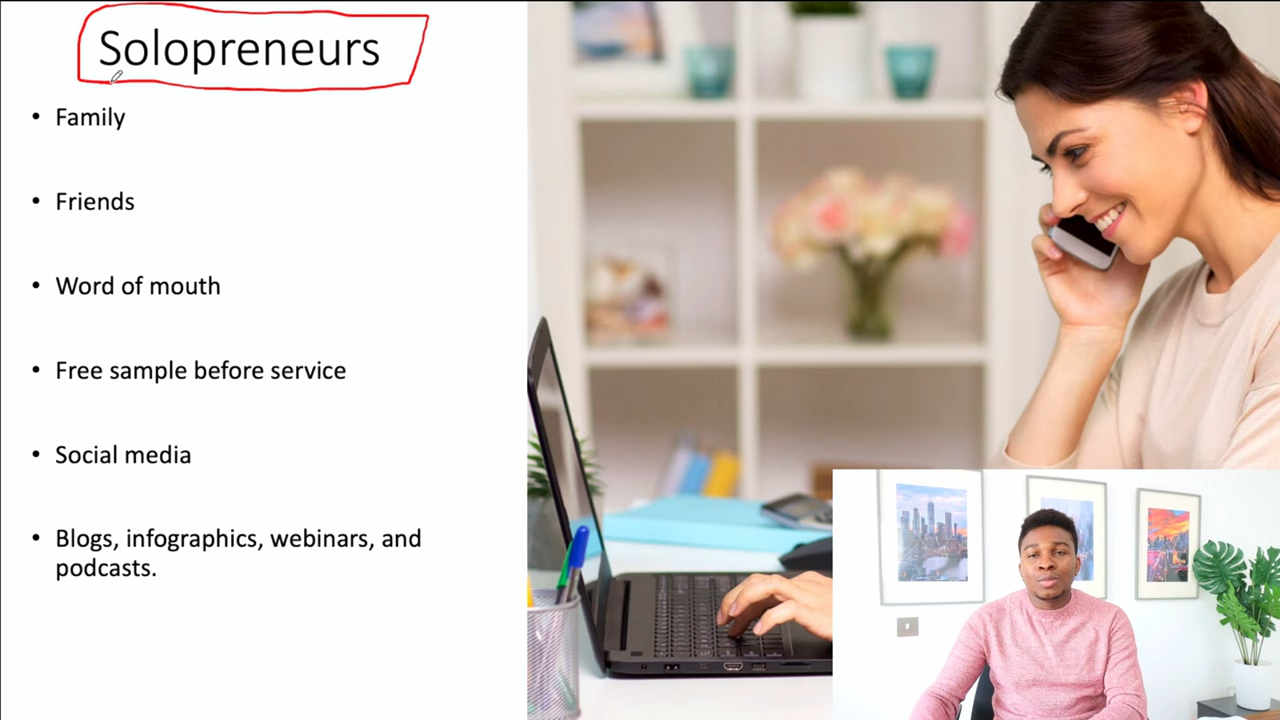 Solopreneurs
• Family
• Friends
• Word of mouth
• Free sample before service
• Social media
• Blogs, infographics, webinars, and
podcasts.